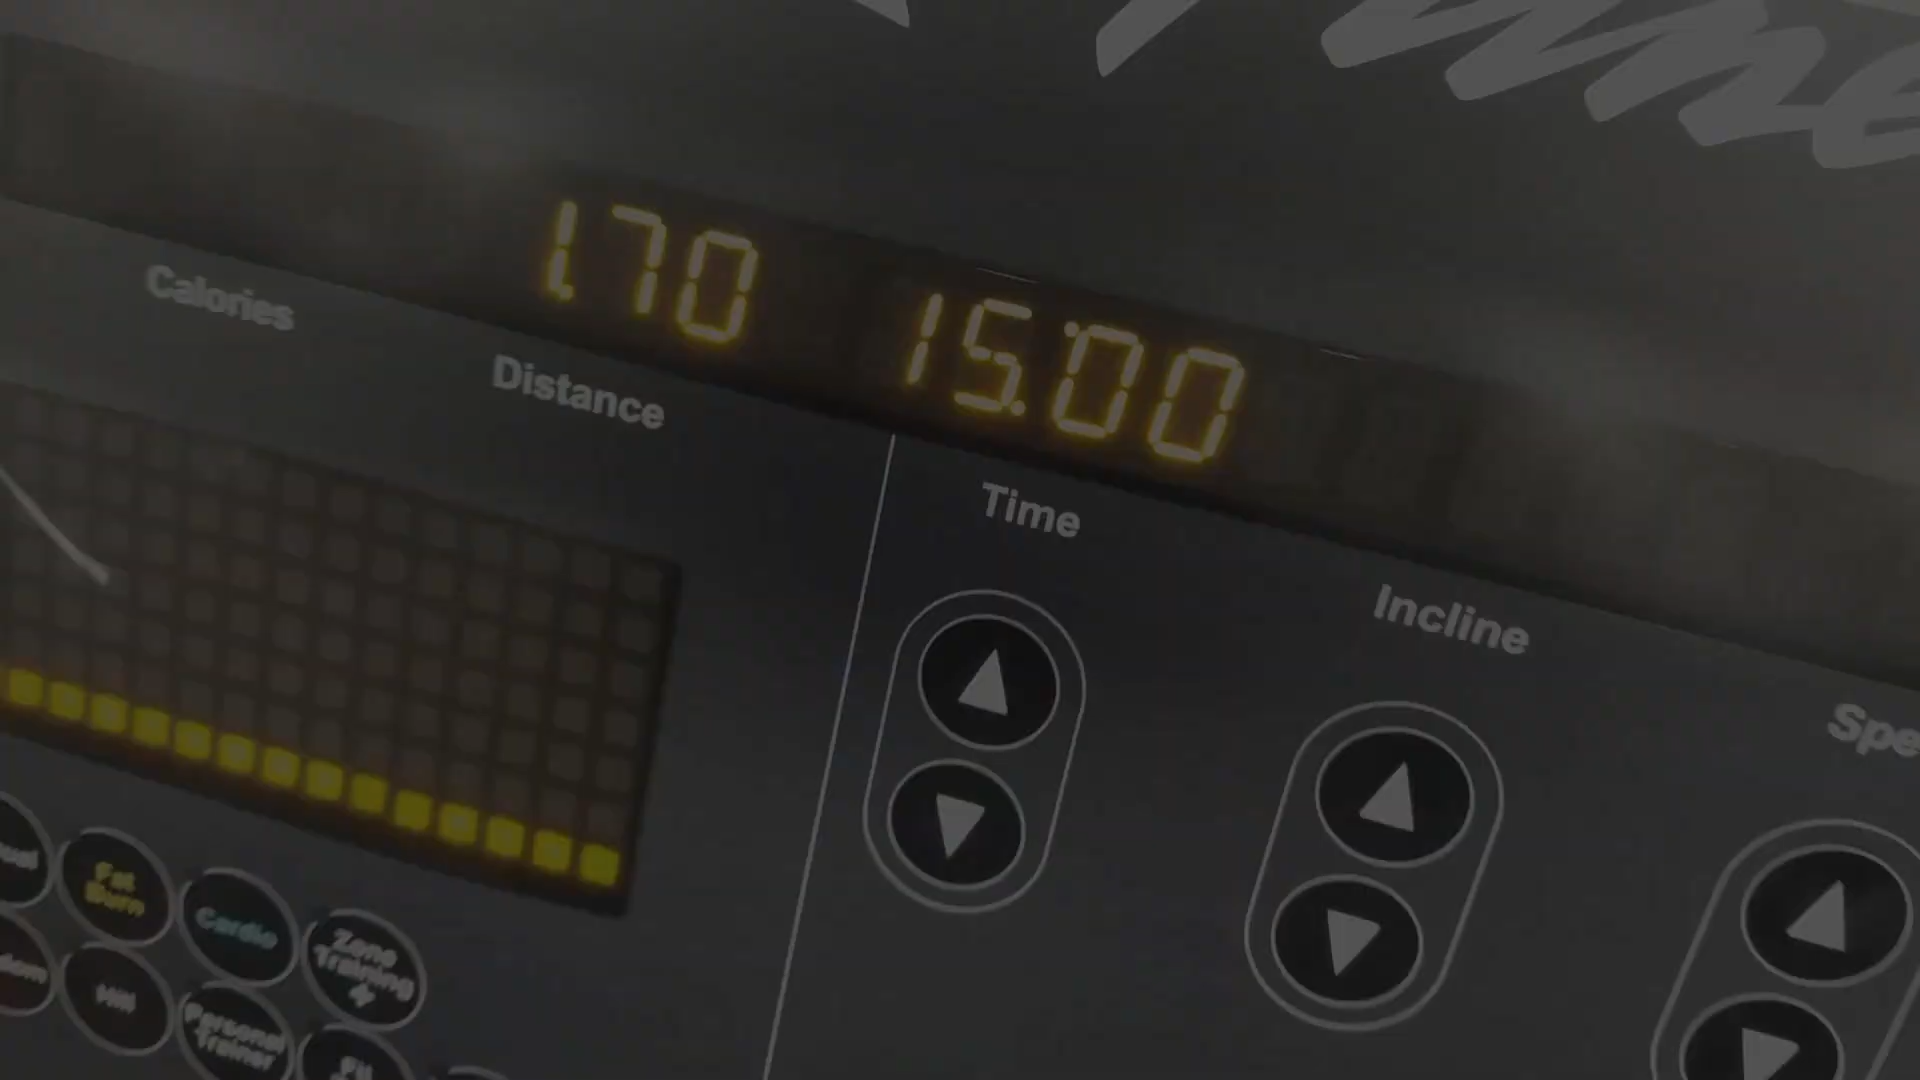 1.70 15:00
Calories
Distance
Time
Incline
Fat
Burn
Cardio
Zone
Training
+
Hill
Personal
Trainer